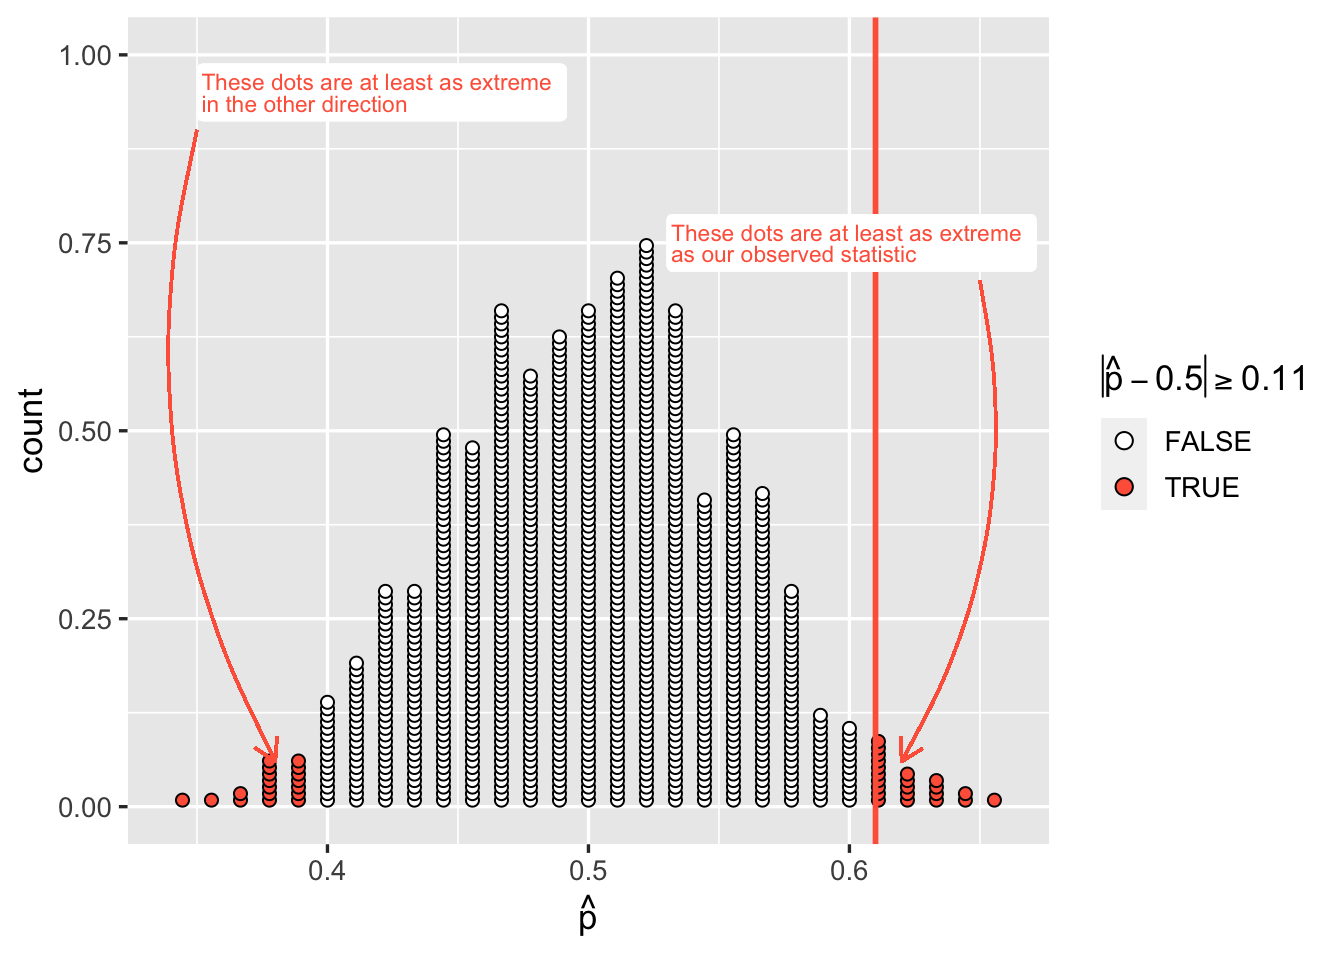 1.00
These dots are at least as extreme
in the other direction
0.75
These dots are at least as extreme
as our observed statistic
|p̂ − 0.5| ≥ 0.11
FALSE
TRUE
0.50
count
0.25
0.00
0.4
0.5
0.6
p̂